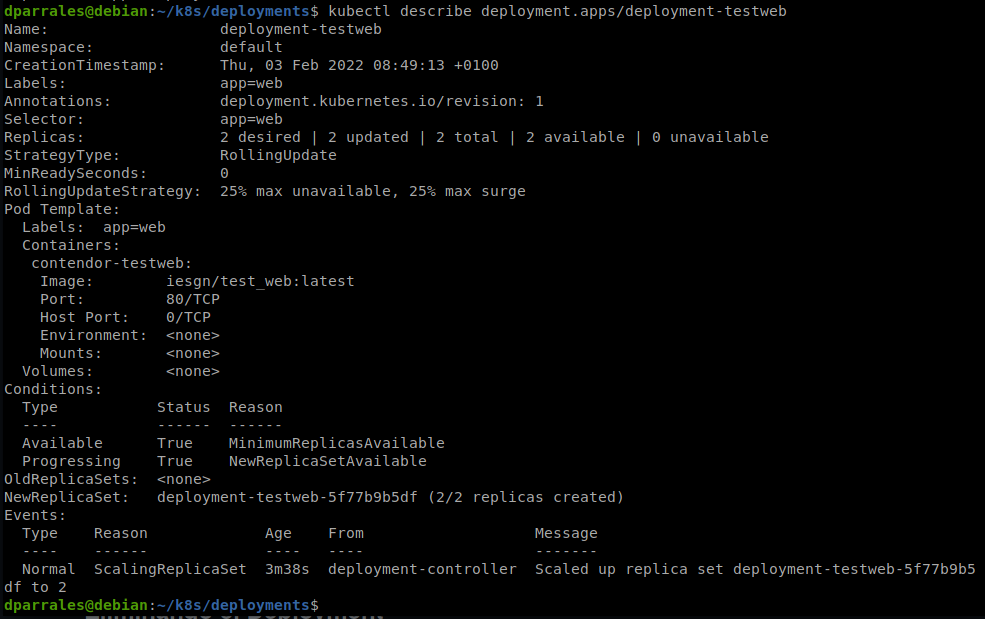 dparrales@debian:~/k8s/deployments$ kubectl describe deployment.apps/deployment-testweb
Name:                   deployment-testweb
Namespace:              default
CreationTimestamp:      Thu, 03 Feb 2022 08:49:13 +0100
Labels:                 app=web
Annotations:            deployment.kubernetes.io/revision: 1
Selector:               app=web
Replicas:               2 desired | 2 updated | 2 total | 2 available | 0 unavailable
StrategyType:           RollingUpdate
MinReadySeconds:        0
RollingUpdateStrategy:  25% max unavailable, 25% max surge
Pod Template:
  Labels:  app=web
  Containers:
   contendor-testweb:
    Image:        iesgn/test_web:latest
    Port:         80/TCP
    Host Port:    0/TCP
    Environment:  <none>
    Mounts:       <none>
  Volumes:        <none>
Conditions:
  Type           Status  Reason
  ----           ------  ------
  Available      True    MinimumReplicasAvailable
  Progressing    True    NewReplicaSetAvailable
OldReplicaSets:  <none>
NewReplicaSet:   deployment-testweb-5f77b9b5df (2/2 replicas created)
Events:
  Type    Reason             Age    From                   Message
  ----    ------             ----   ----                   -------
  Normal  ScalingReplicaSet  3m38s  deployment-controller  Scaled up replica set deployment-testweb-5f77b9b5
df to 2
dparrales@debian:~/k8s/deployments$